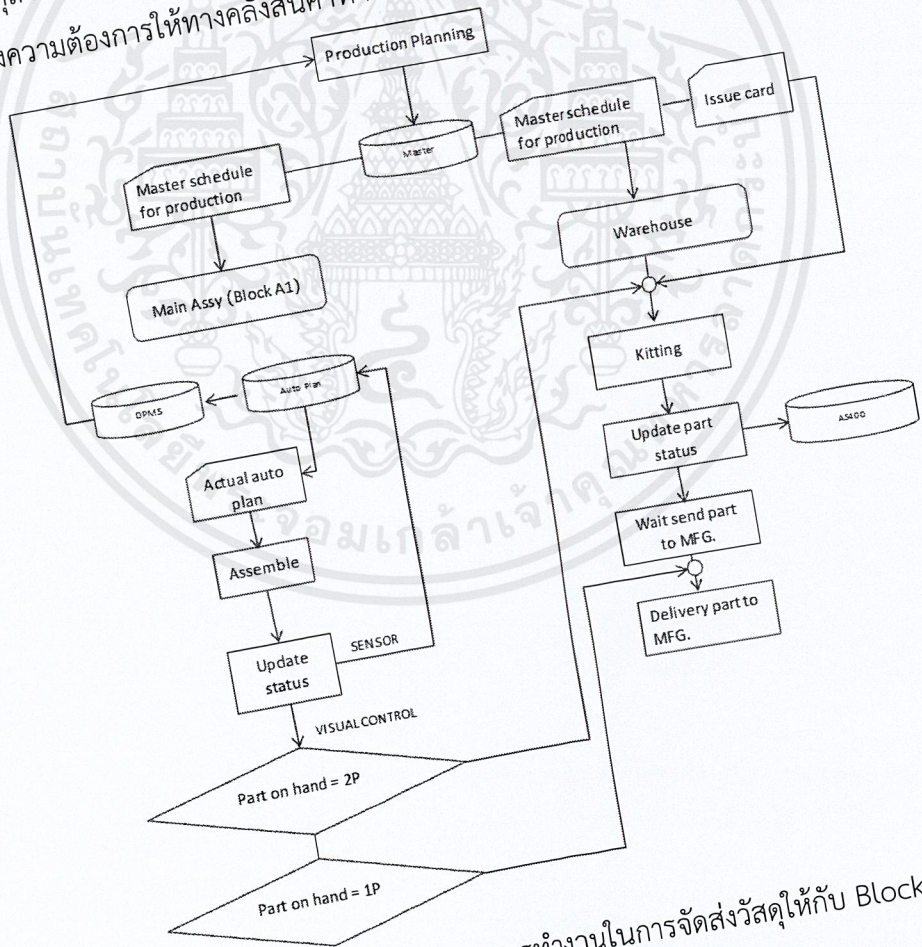 ความต้องการให้ทางคลังสินค้า
Production Planning
Master
Master schedule
for production
Issue card
Master schedule
for production
Warehouse
Main Assy (Block A1)
Kitting
Auto Plan
DPMS
AS400
Update part
status
Actual auto
plan
Wait send part
to MFG.
Assemble
Delivery part to
MFG.
Update
status
SENSOR
VISUAL CONTROL
Part on hand = 2P
Part on hand = 1P
ทำงานในการจัดส่งวัสดุให้กับ Block